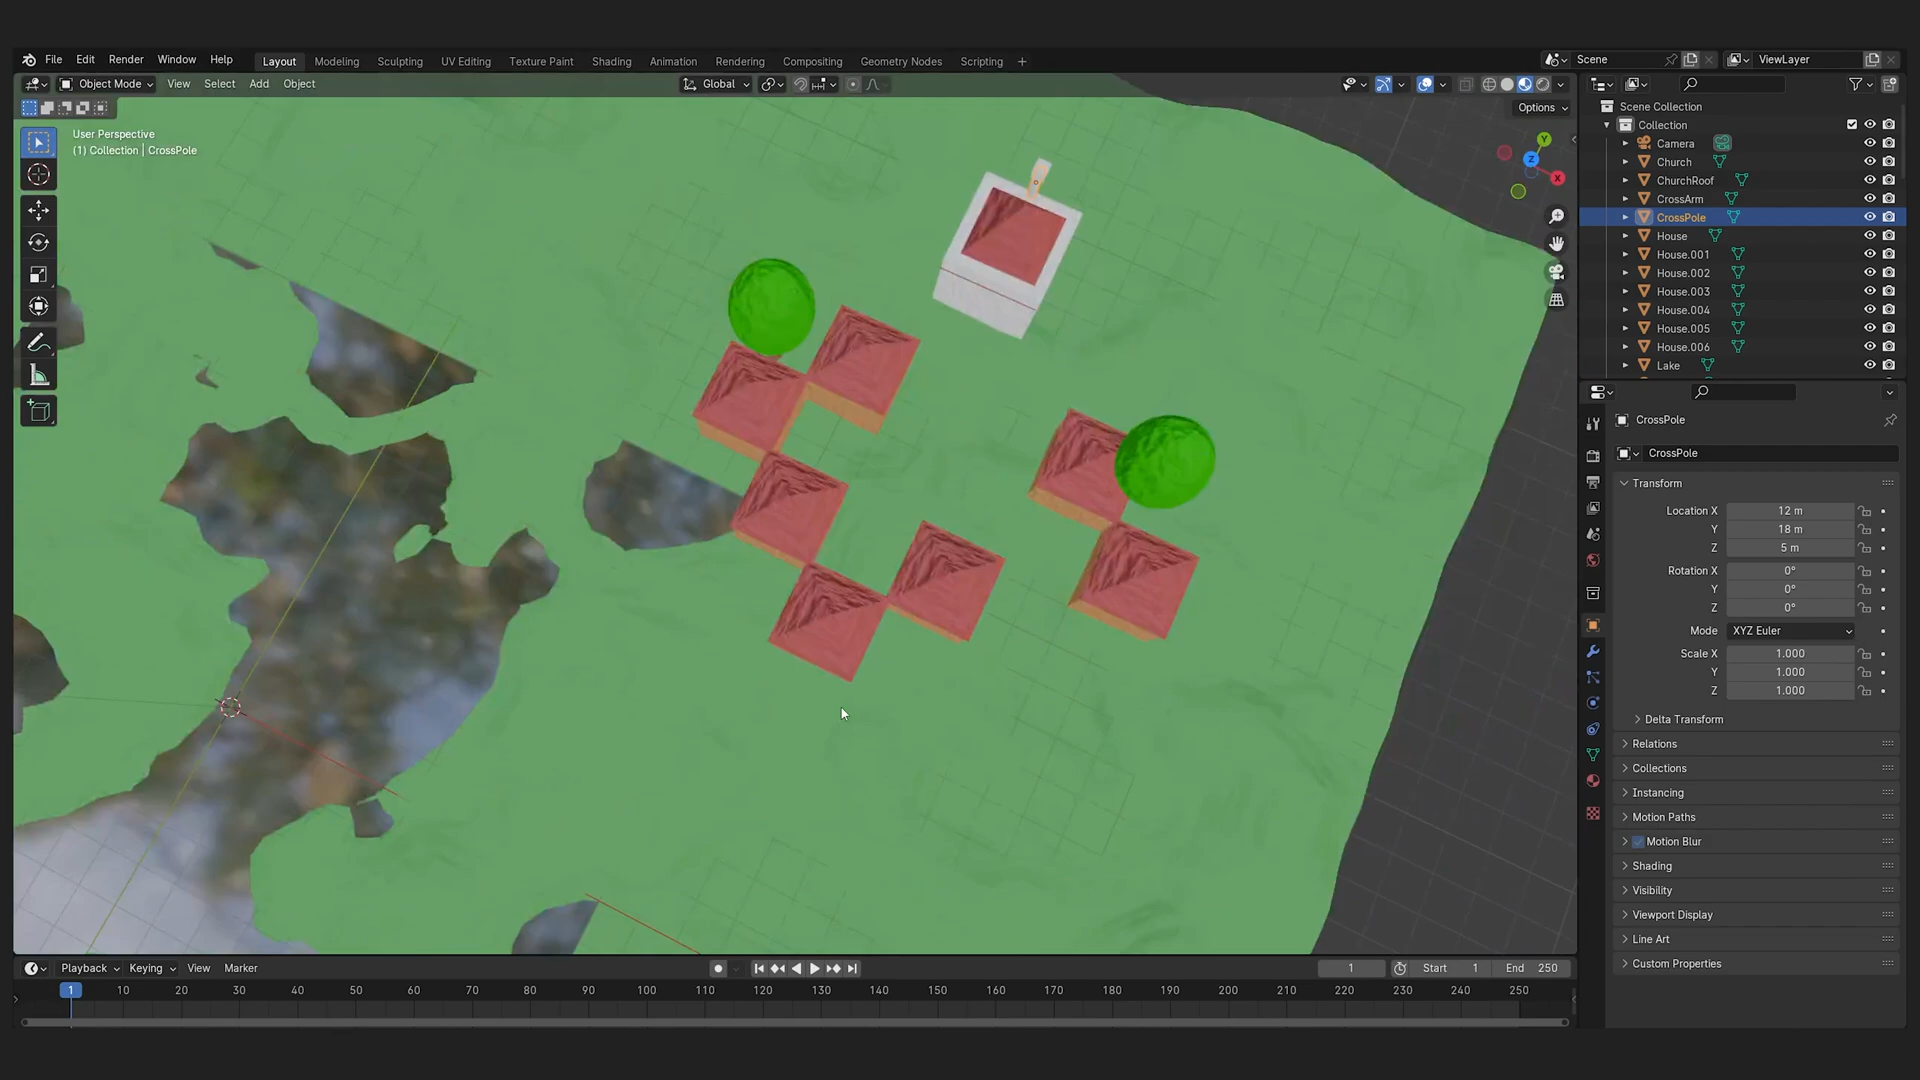 File Edit Render Window Help Layout Modeling Sculpting UV Editing Texture Paint Shading Animation Rendering Compositing Geometry Nodes Scripting + Scene ViewLayer
Object Mode View Select Add Object Global
Options
User Perspective
(1) Collection | CrossPole
Y
Z
X
Scene Collection
Collection
Camera
Church
ChurchRoof
CrossArm
CrossPole
House
House.001
House.002
House.003
House.004
House.005
House.006
Lake
CrossPole
CrossPole
Transform
Location X 12 m
Y 18 m
Z 5 m
Rotation X 0°
Y 0°
Z 0°
Mode XYZ Euler
Scale X 1.000
Y 1.000
Z 1.000
Delta Transform
Relations
Collections
Instancing
Motion Paths
Motion Blur
Shading
Visibility
Viewport Display
Line Art
Custom Properties
Playback Keying View Marker 1 Start 1 End 250
1 10 20 30 40 50 60 70 80 90 100 110 120 130 140 150 160 170 180 190 200 210 220 230 240 250